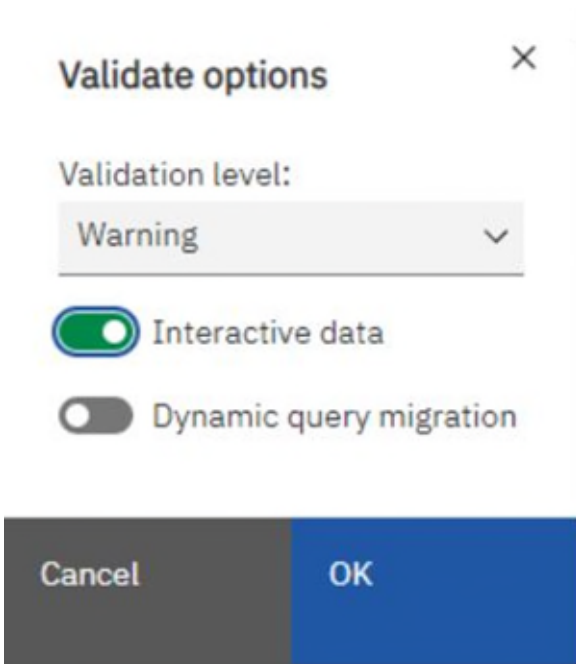 Validate options
Validation level:
Warning
Interactive data
Dynamic query migration
Cancel
OK